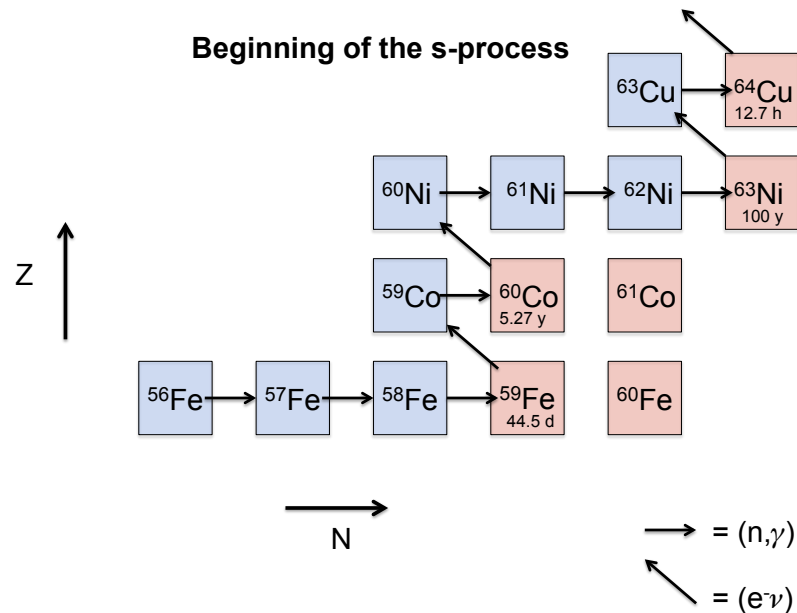 Beginning of the s-process
⁶³Cu ⁶⁴Cu
12.7 h
⁶⁰Ni ⁶¹Ni ⁶²Ni ⁶³Ni
100 y
Z
⁵⁹Co ⁶⁰Co ⁶¹Co
5.27 y
⁵⁶Fe ⁵⁷Fe ⁵⁸Fe ⁵⁹Fe ⁶⁰Fe
44.5 d
N
= (n,γ)
= (e⁻ν)